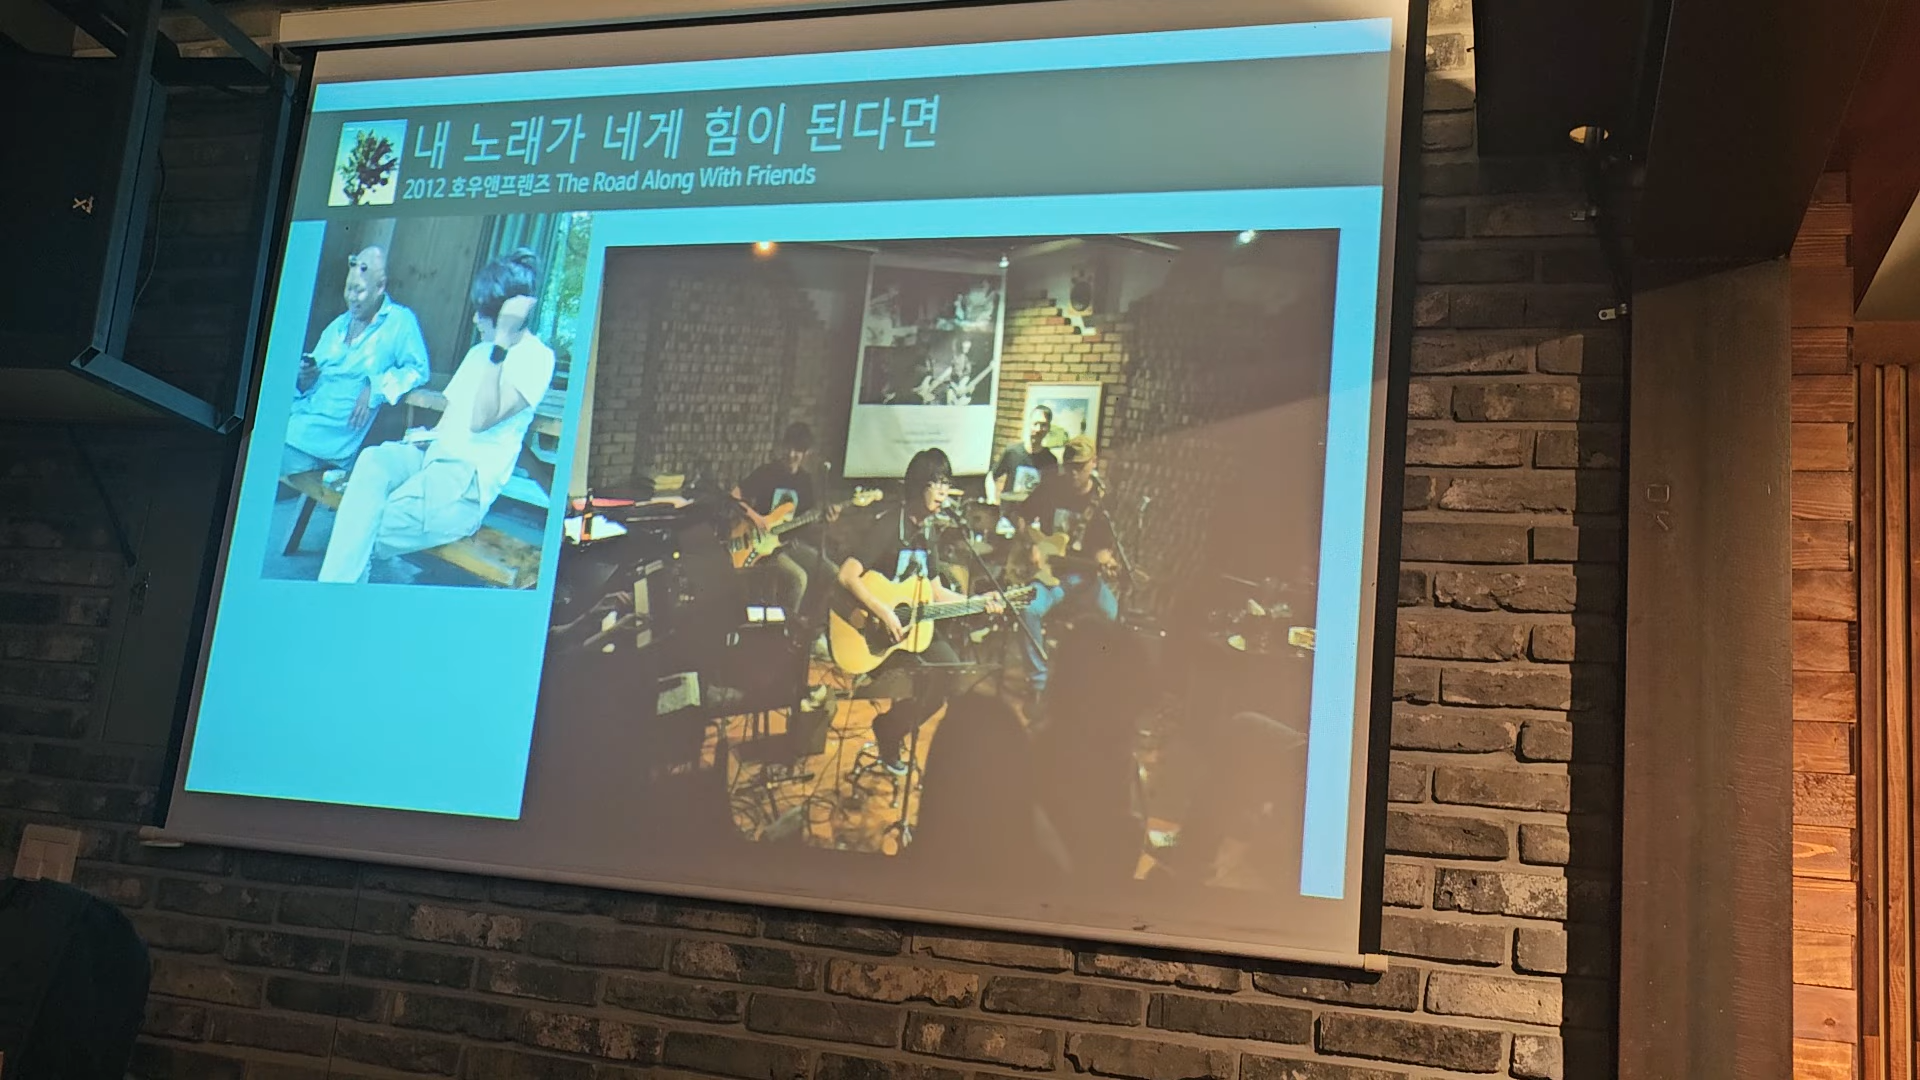 내 노래가 네게 힘이 된다면
2012 호우앤프랜즈 The Road Along With Friends